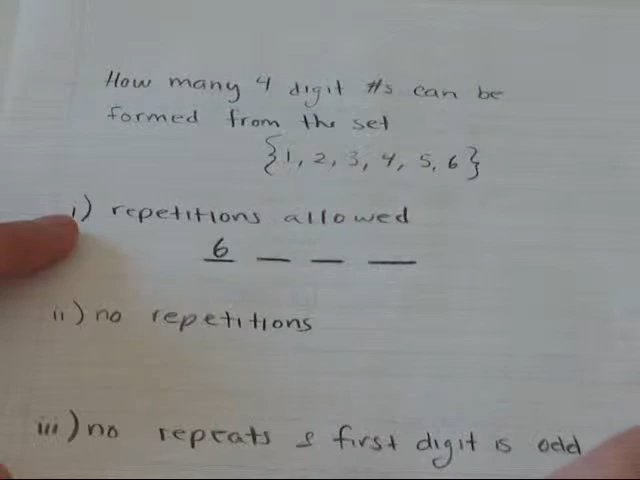 How many 4 digit #s can be
formed from the set
{1, 2, 3, 4, 5, 6}
i) repetitions allowed
6 _ _ _
ii) no repetitions
iii) no repeats & first digit is odd